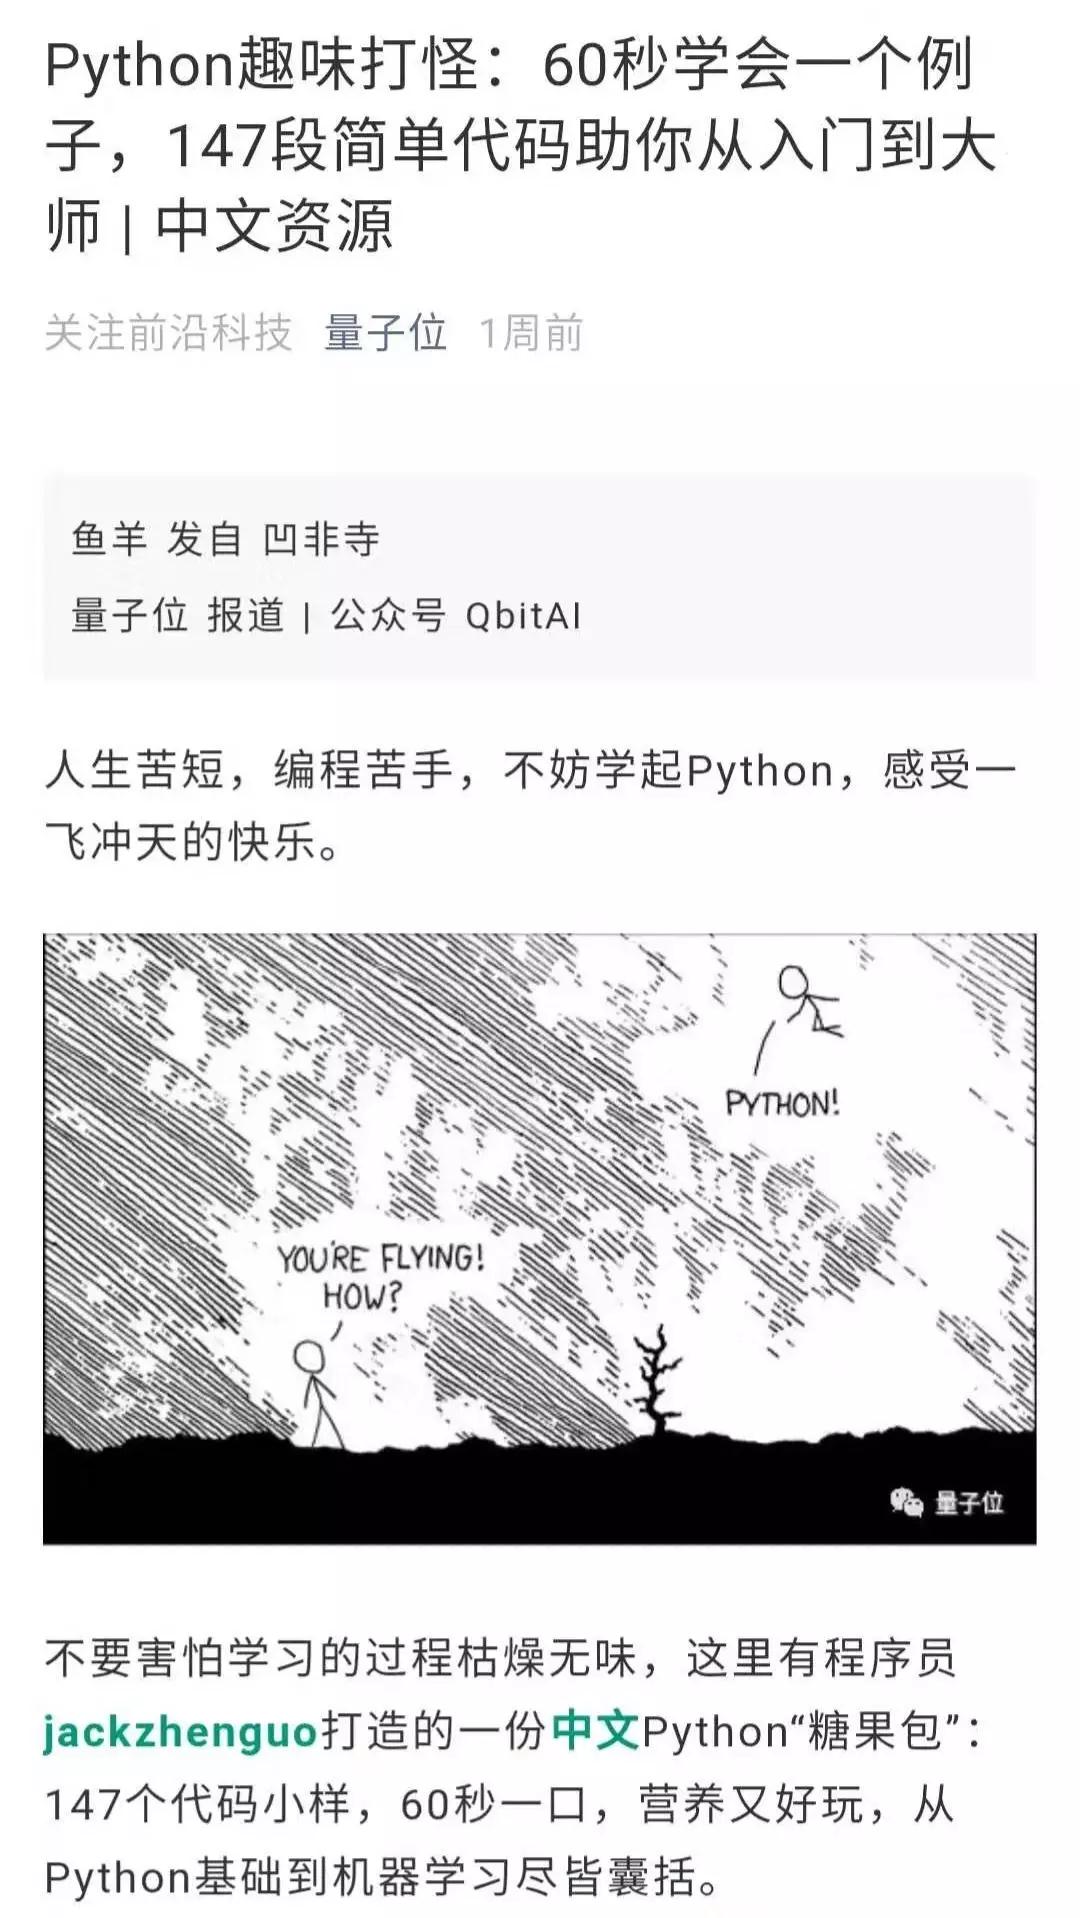 Python趣味打怪：60秒学会一个例
子，147段简单代码助你从入门到大
师 | 中文资源
关注前沿科技 量子位 1周前
鱼羊 发自 凹非寺
量子位 报道 | 公众号 QbitAI
人生苦短，编程苦手，不妨学起Python，感受一
飞冲天的快乐。
PYTHON!
YOU'RE FLYING!
HOW?
量子位
不要害怕学习的过程枯燥无味，这里有程序员
jackzhenguo打造的一份中文Python“糖果包”：
147个代码小样，60秒一口，营养又好玩，从
Python基础到机器学习尽皆囊括。